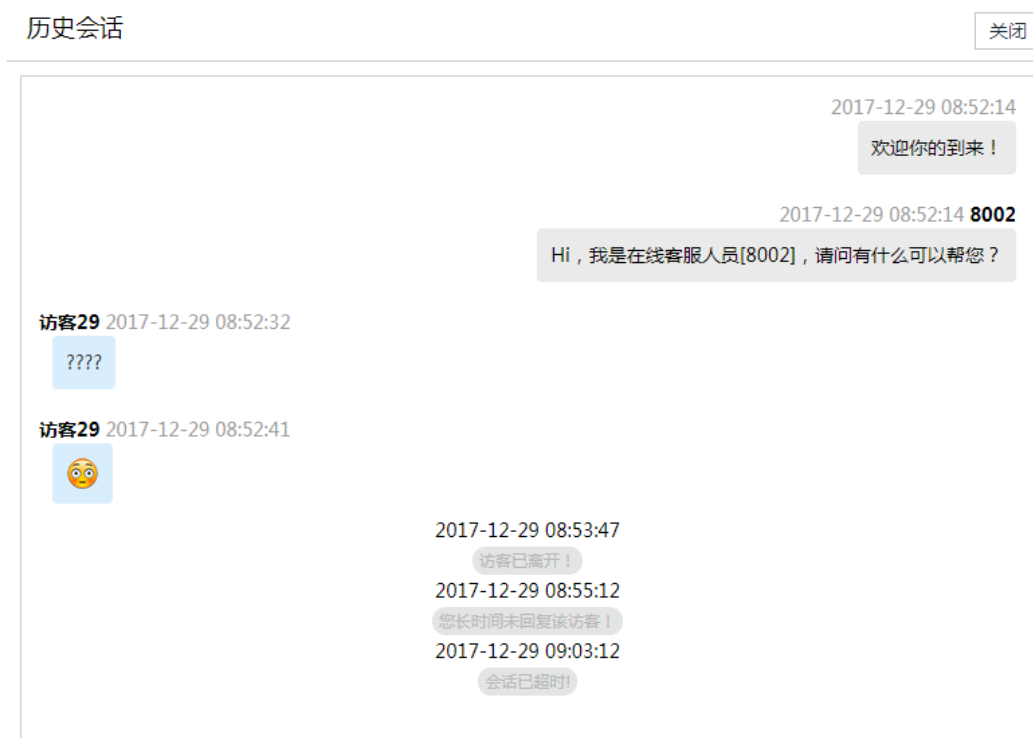 历史会话
关闭
2017-12-29 08:52:14
欢迎你的到来！
2017-12-29 08:52:14 8002
Hi，我是在线客服人员[8002]，请问有什么可以帮您？
访客29 2017-12-29 08:52:32
????
访客29 2017-12-29 08:52:41
2017-12-29 08:53:47
访客已离开！
2017-12-29 08:55:12
您长时间未回复该访客！
2017-12-29 09:03:12
会话已超时!